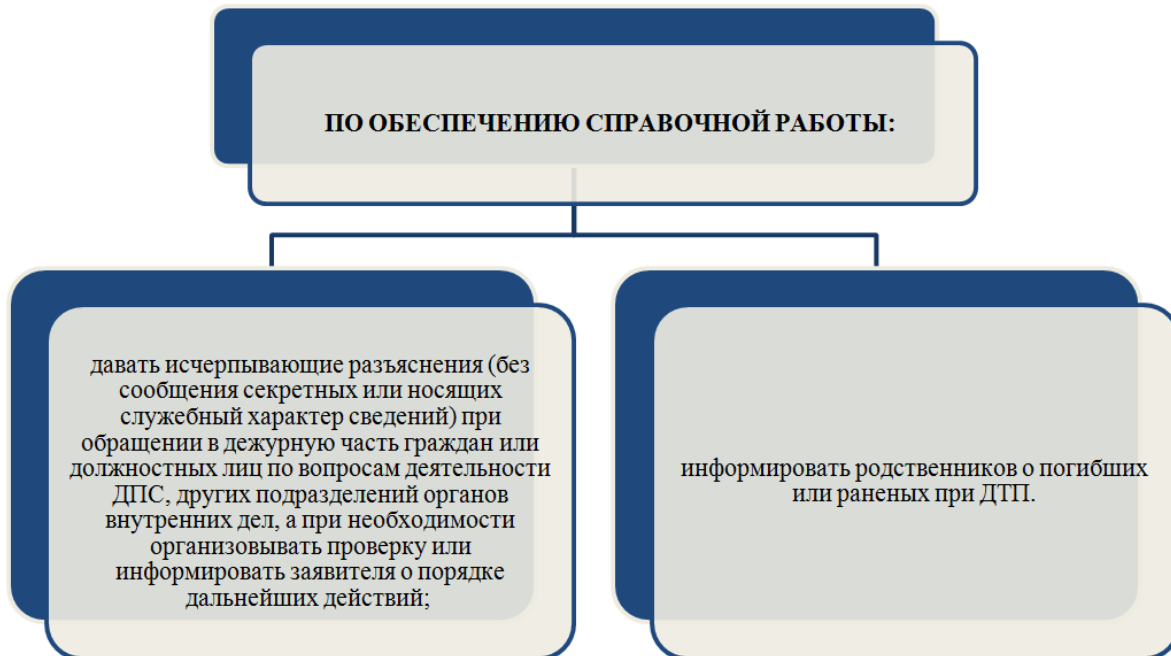 ПО ОБЕСПЕЧЕНИЮ СПРАВОЧНОЙ РАБОТЫ:
давать исчерпывающие разъяснения (без
сообщения секретных или носящих
служебный характер сведений) при
обращении в дежурную часть граждан или
должностных лиц по вопросам деятельности
ДПС, других подразделений органов
внутренних дел, а при необходимости
организовывать проверку или
информировать заявителя о порядке
дальнейших действий;
информировать родственников о погибших
или раненых при ДТП.